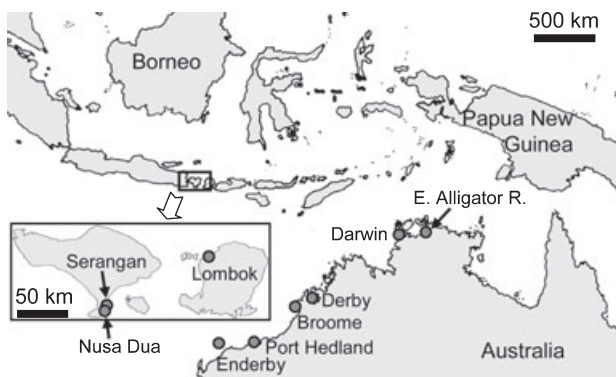 500 km
Borneo
Papua New
Guinea
E. Alligator R.
Darwin
Serangan
Lombok
50 km
Derby
Broome
Nusa Dua
Port Hedland
Enderby
Australia